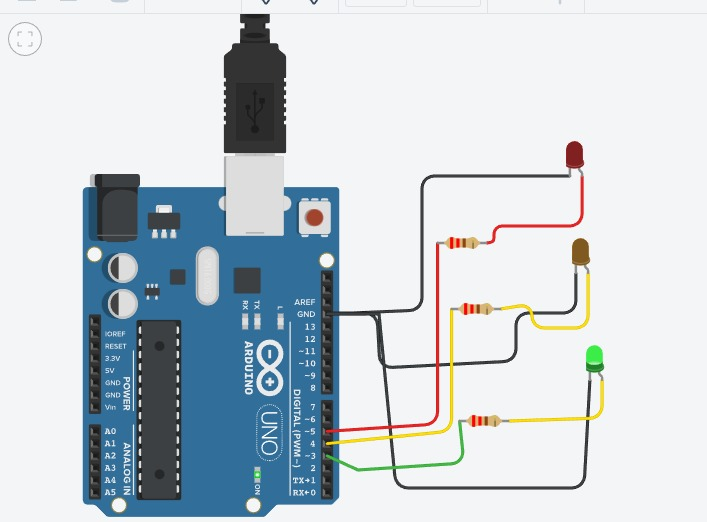 AREF
GND
13
12
~11
~10
~9
8
7
~6
~5
4
~3
2
TX→1
RX←0
RX
TX
L
ARDUINO
UNO
DIGITAL (PWM~)
ON
IOREF
RESET
3.3V
5V
GND
GND
Vin
POWER
A0
A1
A2
A3
A4
A5
ANALOG IN